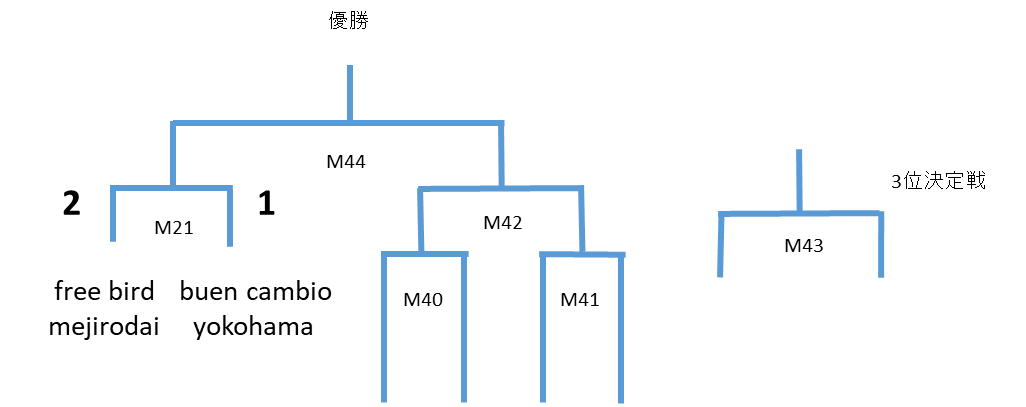 優勝
M44
3位決定戦
2
1
M21
M42
M43
free bird
mejirodai
buen cambio
yokohama
M40
M41